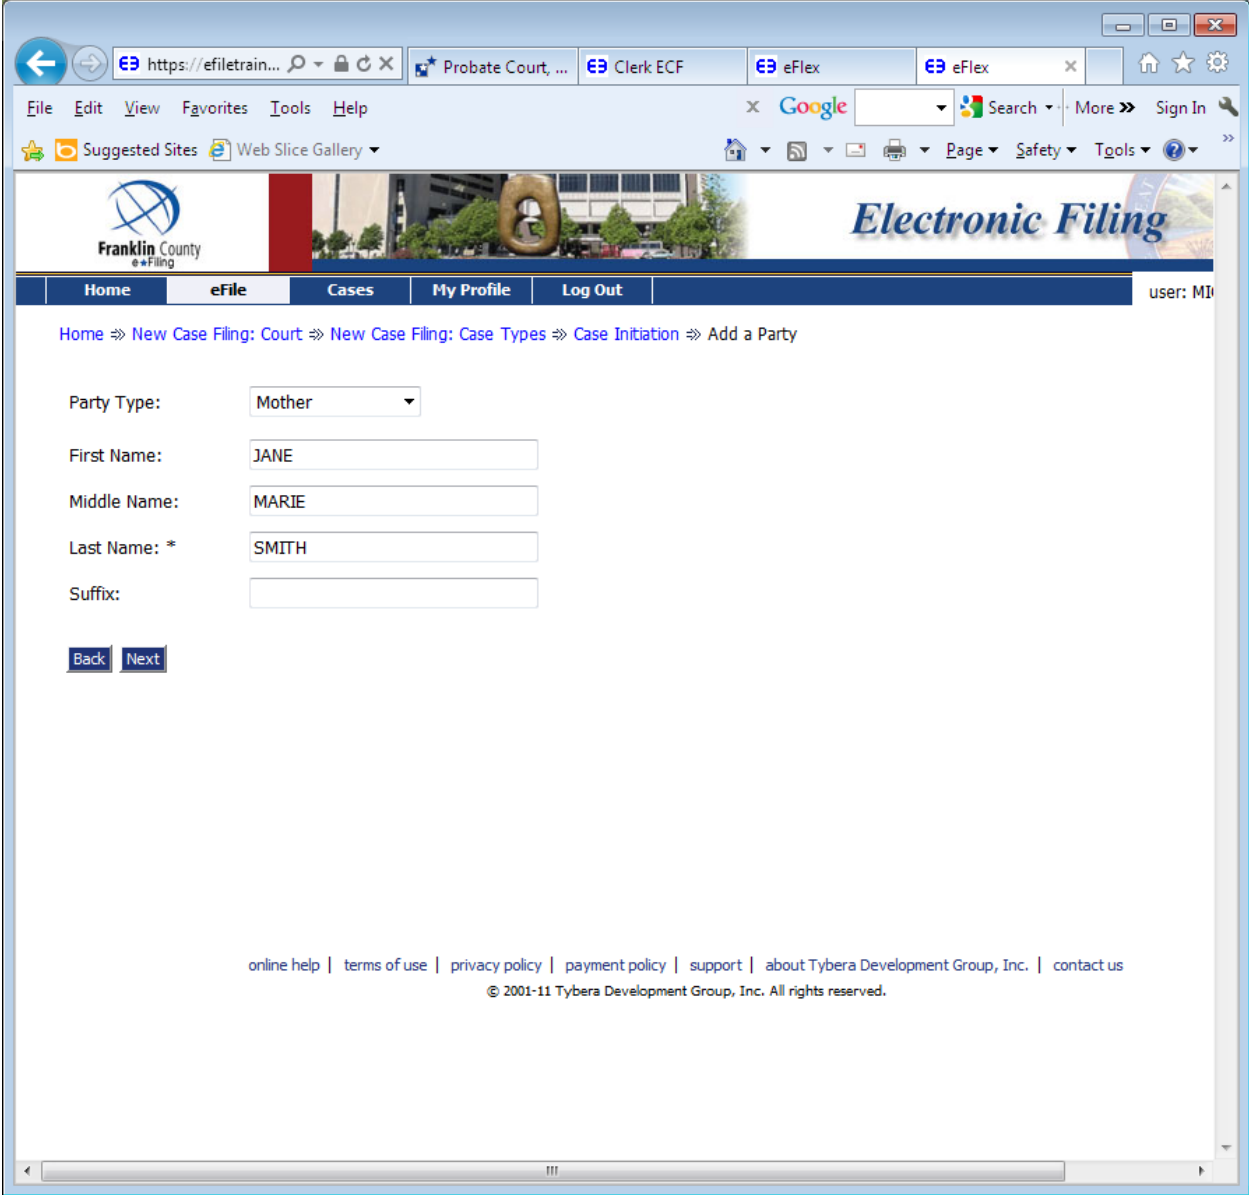 https://efiletrain...
Probate Court, ...
Clerk ECF
eFlex
eFlex
File Edit View Favorites Tools Help
x Google Search More » Sign In
Suggested Sites Web Slice Gallery
Page Safety Tools
Franklin County
e★Filing
Electronic Filing
Home eFile Cases My Profile Log Out
user: MI
Home ⇒ New Case Filing: Court ⇒ New Case Filing: Case Types ⇒ Case Initiation ⇒ Add a Party
Party Type: Mother
First Name: JANE
Middle Name: MARIE
Last Name: * SMITH
Suffix:
Back Next
online help | terms of use | privacy policy | payment policy | support | about Tybera Development Group, Inc. | contact us
© 2001-11 Tybera Development Group, Inc. All rights reserved.